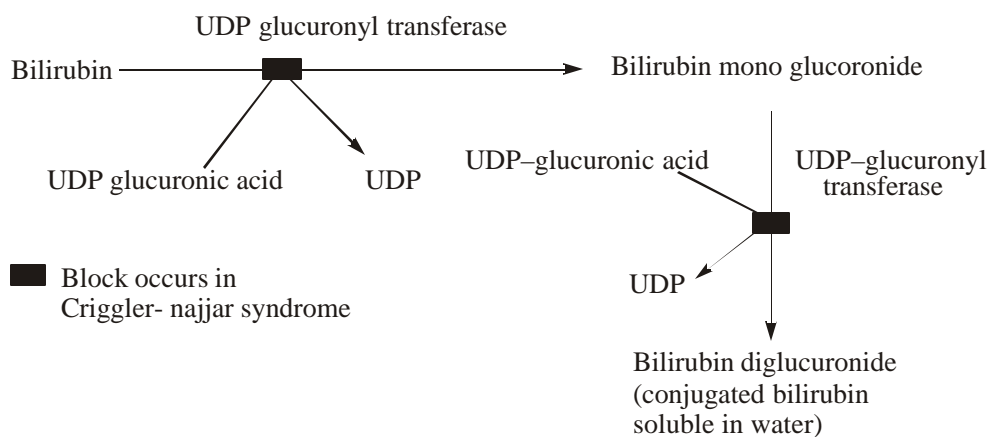 UDP glucuronyl transferase
Bilirubin
Bilirubin mono glucoronide
UDP glucuronic acid
UDP
UDP–glucuronic acid
UDP–glucuronyl
transferase
UDP
Block occurs in
Criggler- najjar syndrome
Bilirubin diglucuronide
(conjugated bilirubin
soluble in water)